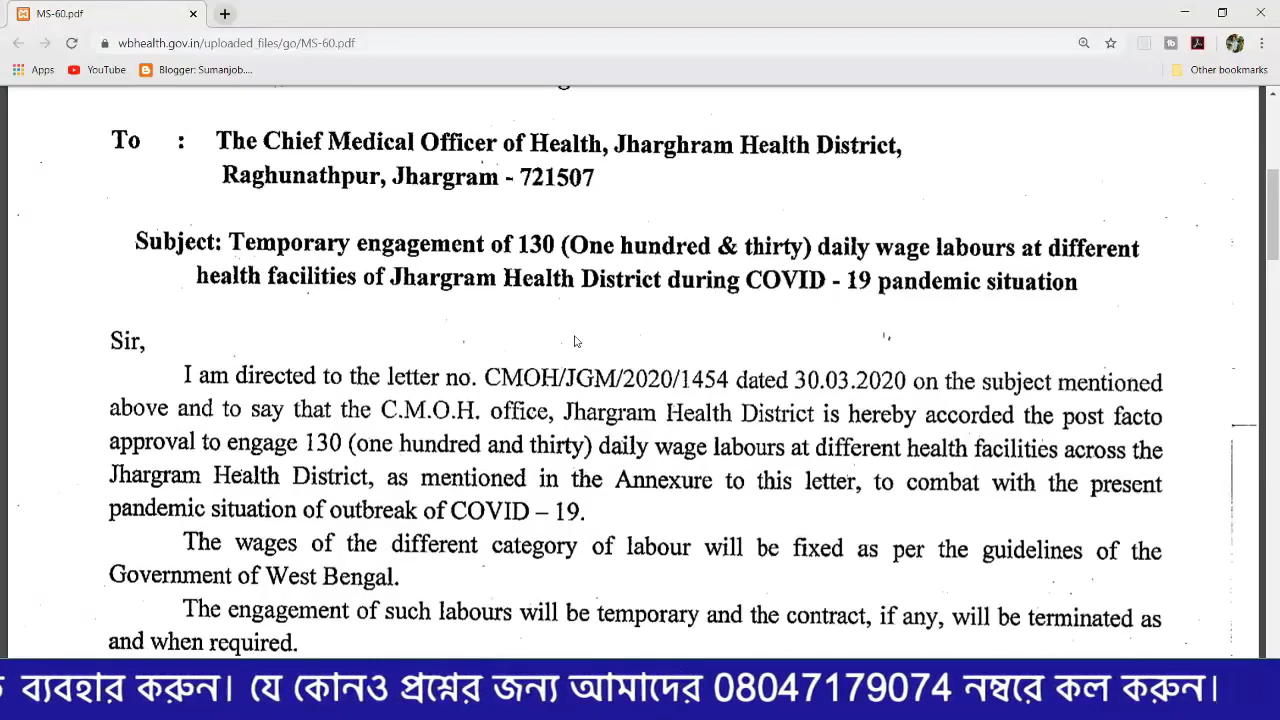 MS-60.pdf
wbhealth.gov.in/uploaded_files/go/MS-60.pdf
Apps YouTube Blogger: Sumanjob.... Other bookmarks
To : The Chief Medical Officer of Health, Jharghram Health District,
Raghunathpur, Jhargram - 721507
Subject: Temporary engagement of 130 (One hundred & thirty) daily wage labours at different
health facilities of Jhargram Health District during COVID - 19 pandemic situation
Sir,
I am directed to the letter no. CMOH/JGM/2020/1454 dated 30.03.2020 on the subject mentioned
above and to say that the C.M.O.H. office, Jhargram Health District is hereby accorded the post facto
approval to engage 130 (one hundred and thirty) daily wage labours at different health facilities across the
Jhargram Health District, as mentioned in the Annexure to this letter, to combat with the present
pandemic situation of outbreak of COVID – 19.
The wages of the different category of labour will be fixed as per the guidelines of the
Government of West Bengal.
The engagement of such labours will be temporary and the contract, if any, will be terminated as
and when required.
ব্যবহার করুন। যে কোনও প্রশ্নের জন্য আমাদের 08047179074 নম্বরে কল করুন।